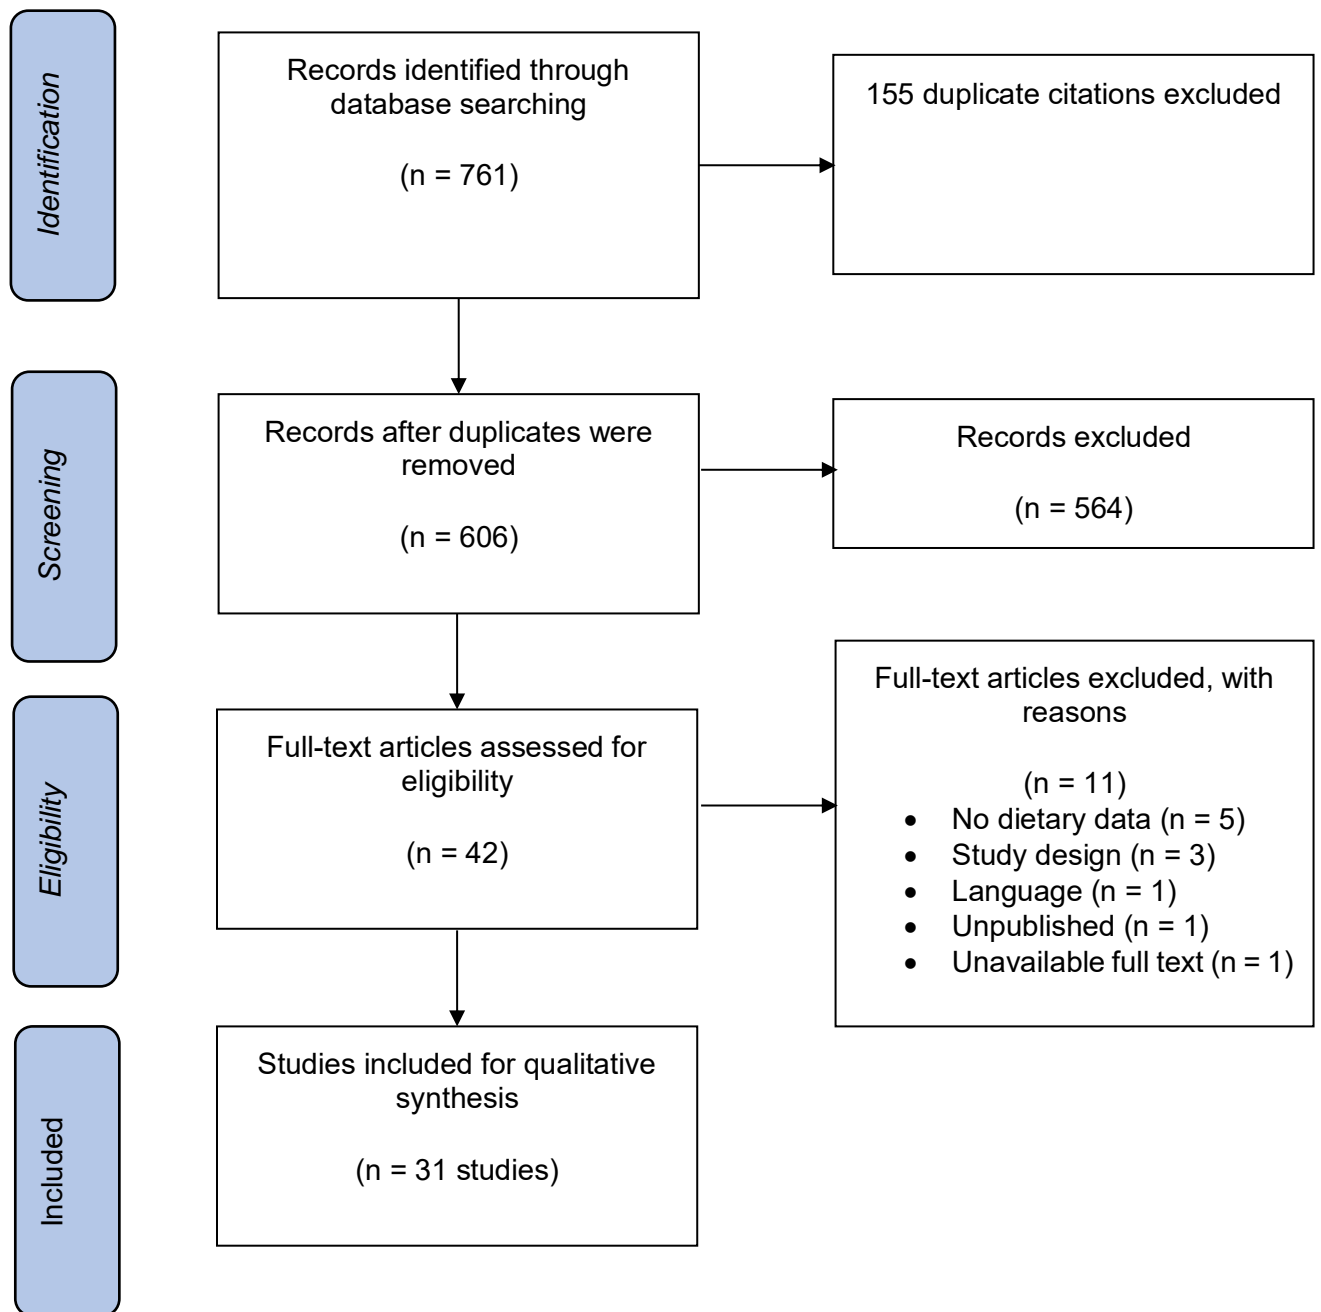 Identification
Records identified through
database searching
(n = 761)
155 duplicate citations excluded
Screening
Records after duplicates were
removed
(n = 606)
Records excluded
(n = 564)
Eligibility
Full-text articles assessed for
eligibility
(n = 42)
Full-text articles excluded, with
reasons
(n = 11)
• No dietary data (n = 5)
• Study design (n = 3)
• Language (n = 1)
• Unpublished (n = 1)
• Unavailable full text (n = 1)
Included
Studies included for qualitative
synthesis
(n = 31 studies)